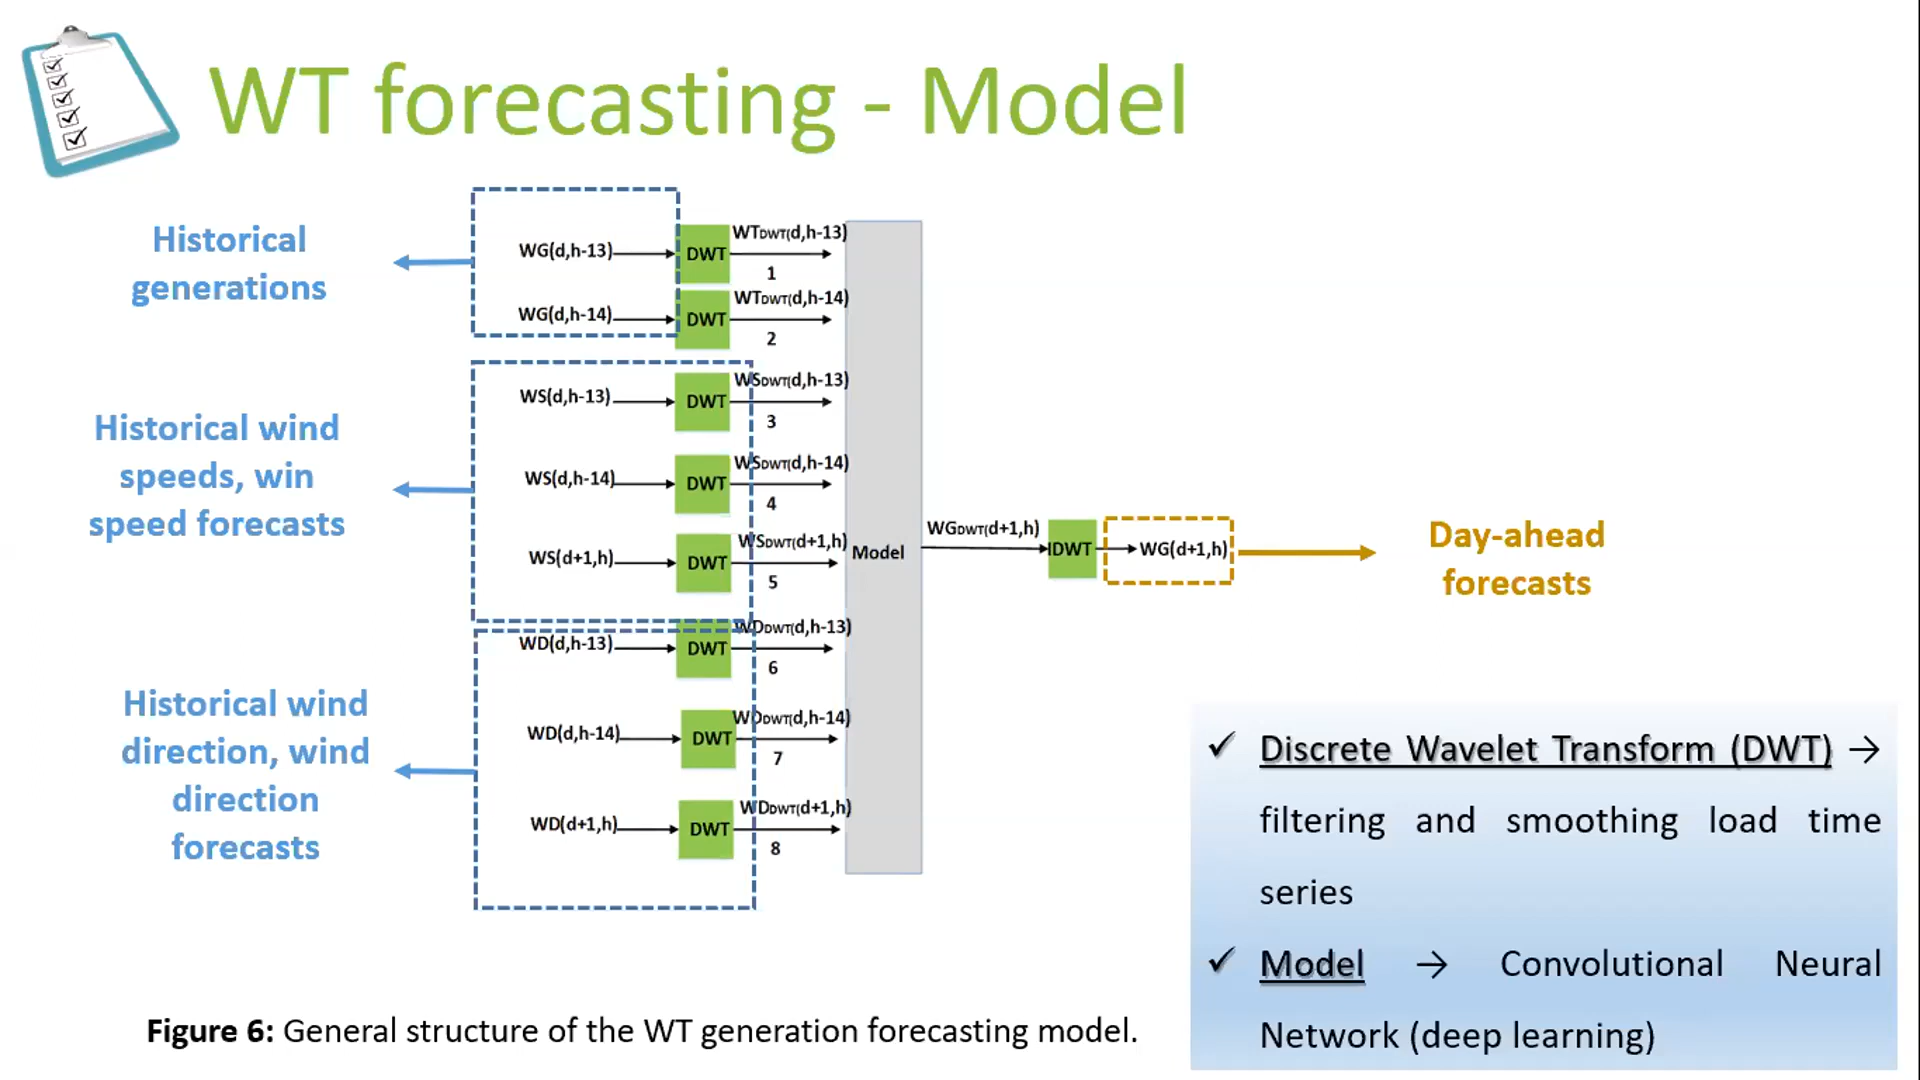 WT forecasting - Model
Historical
generations
WG(d,h-13)
DWT
WTDWT(d,h-13)
1
WG(d,h-14)
DWT
WTDWT(d,h-14)
2
Historical wind
speeds, win
speed forecasts
WS(d,h-13)
DWT
WSDWT(d,h-13)
3
WS(d,h-14)
DWT
WSDWT(d,h-14)
4
WS(d+1,h)
DWT
WSDWT(d+1,h)
5
Historical wind
direction, wind
direction
forecasts
WD(d,h-13)
DWT
WDDWT(d,h-13)
6
WD(d,h-14)
DWT
WDDWT(d,h-14)
7
WD(d+1,h)
DWT
WDDWT(d+1,h)
8
Model
WGDWT(d+1,h)
IDWT
WG(d+1,h)
Day-ahead
forecasts
✓ Discrete Wavelet Transform (DWT) →
filtering and smoothing load time
series
✓ Model → Convolutional Neural
Network (deep learning)
Figure 6: General structure of the WT generation forecasting model.